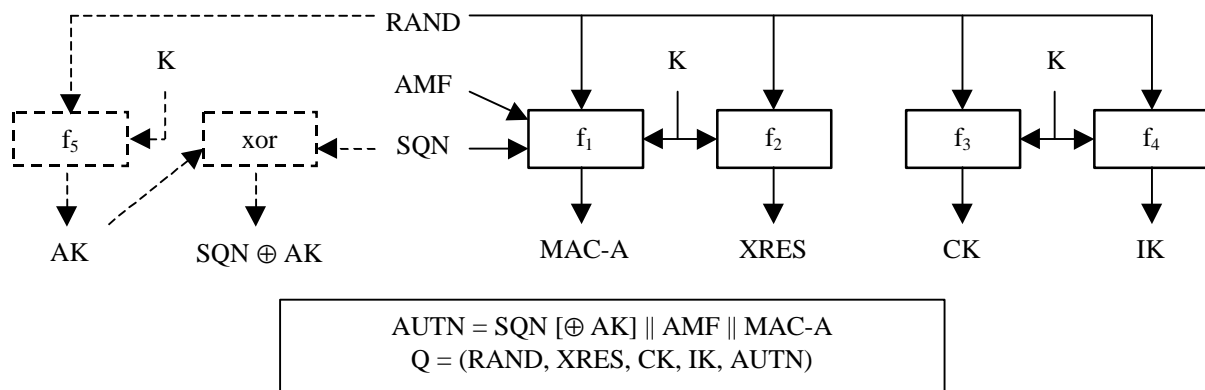 RAND
K K K
AMF
SQN
f5 xor f1 f2 f3 f4
AK SQN ⊕ AK MAC-A XRES CK IK
AUTN = SQN [⊕ AK] || AMF || MAC-A
Q = (RAND, XRES, CK, IK, AUTN)